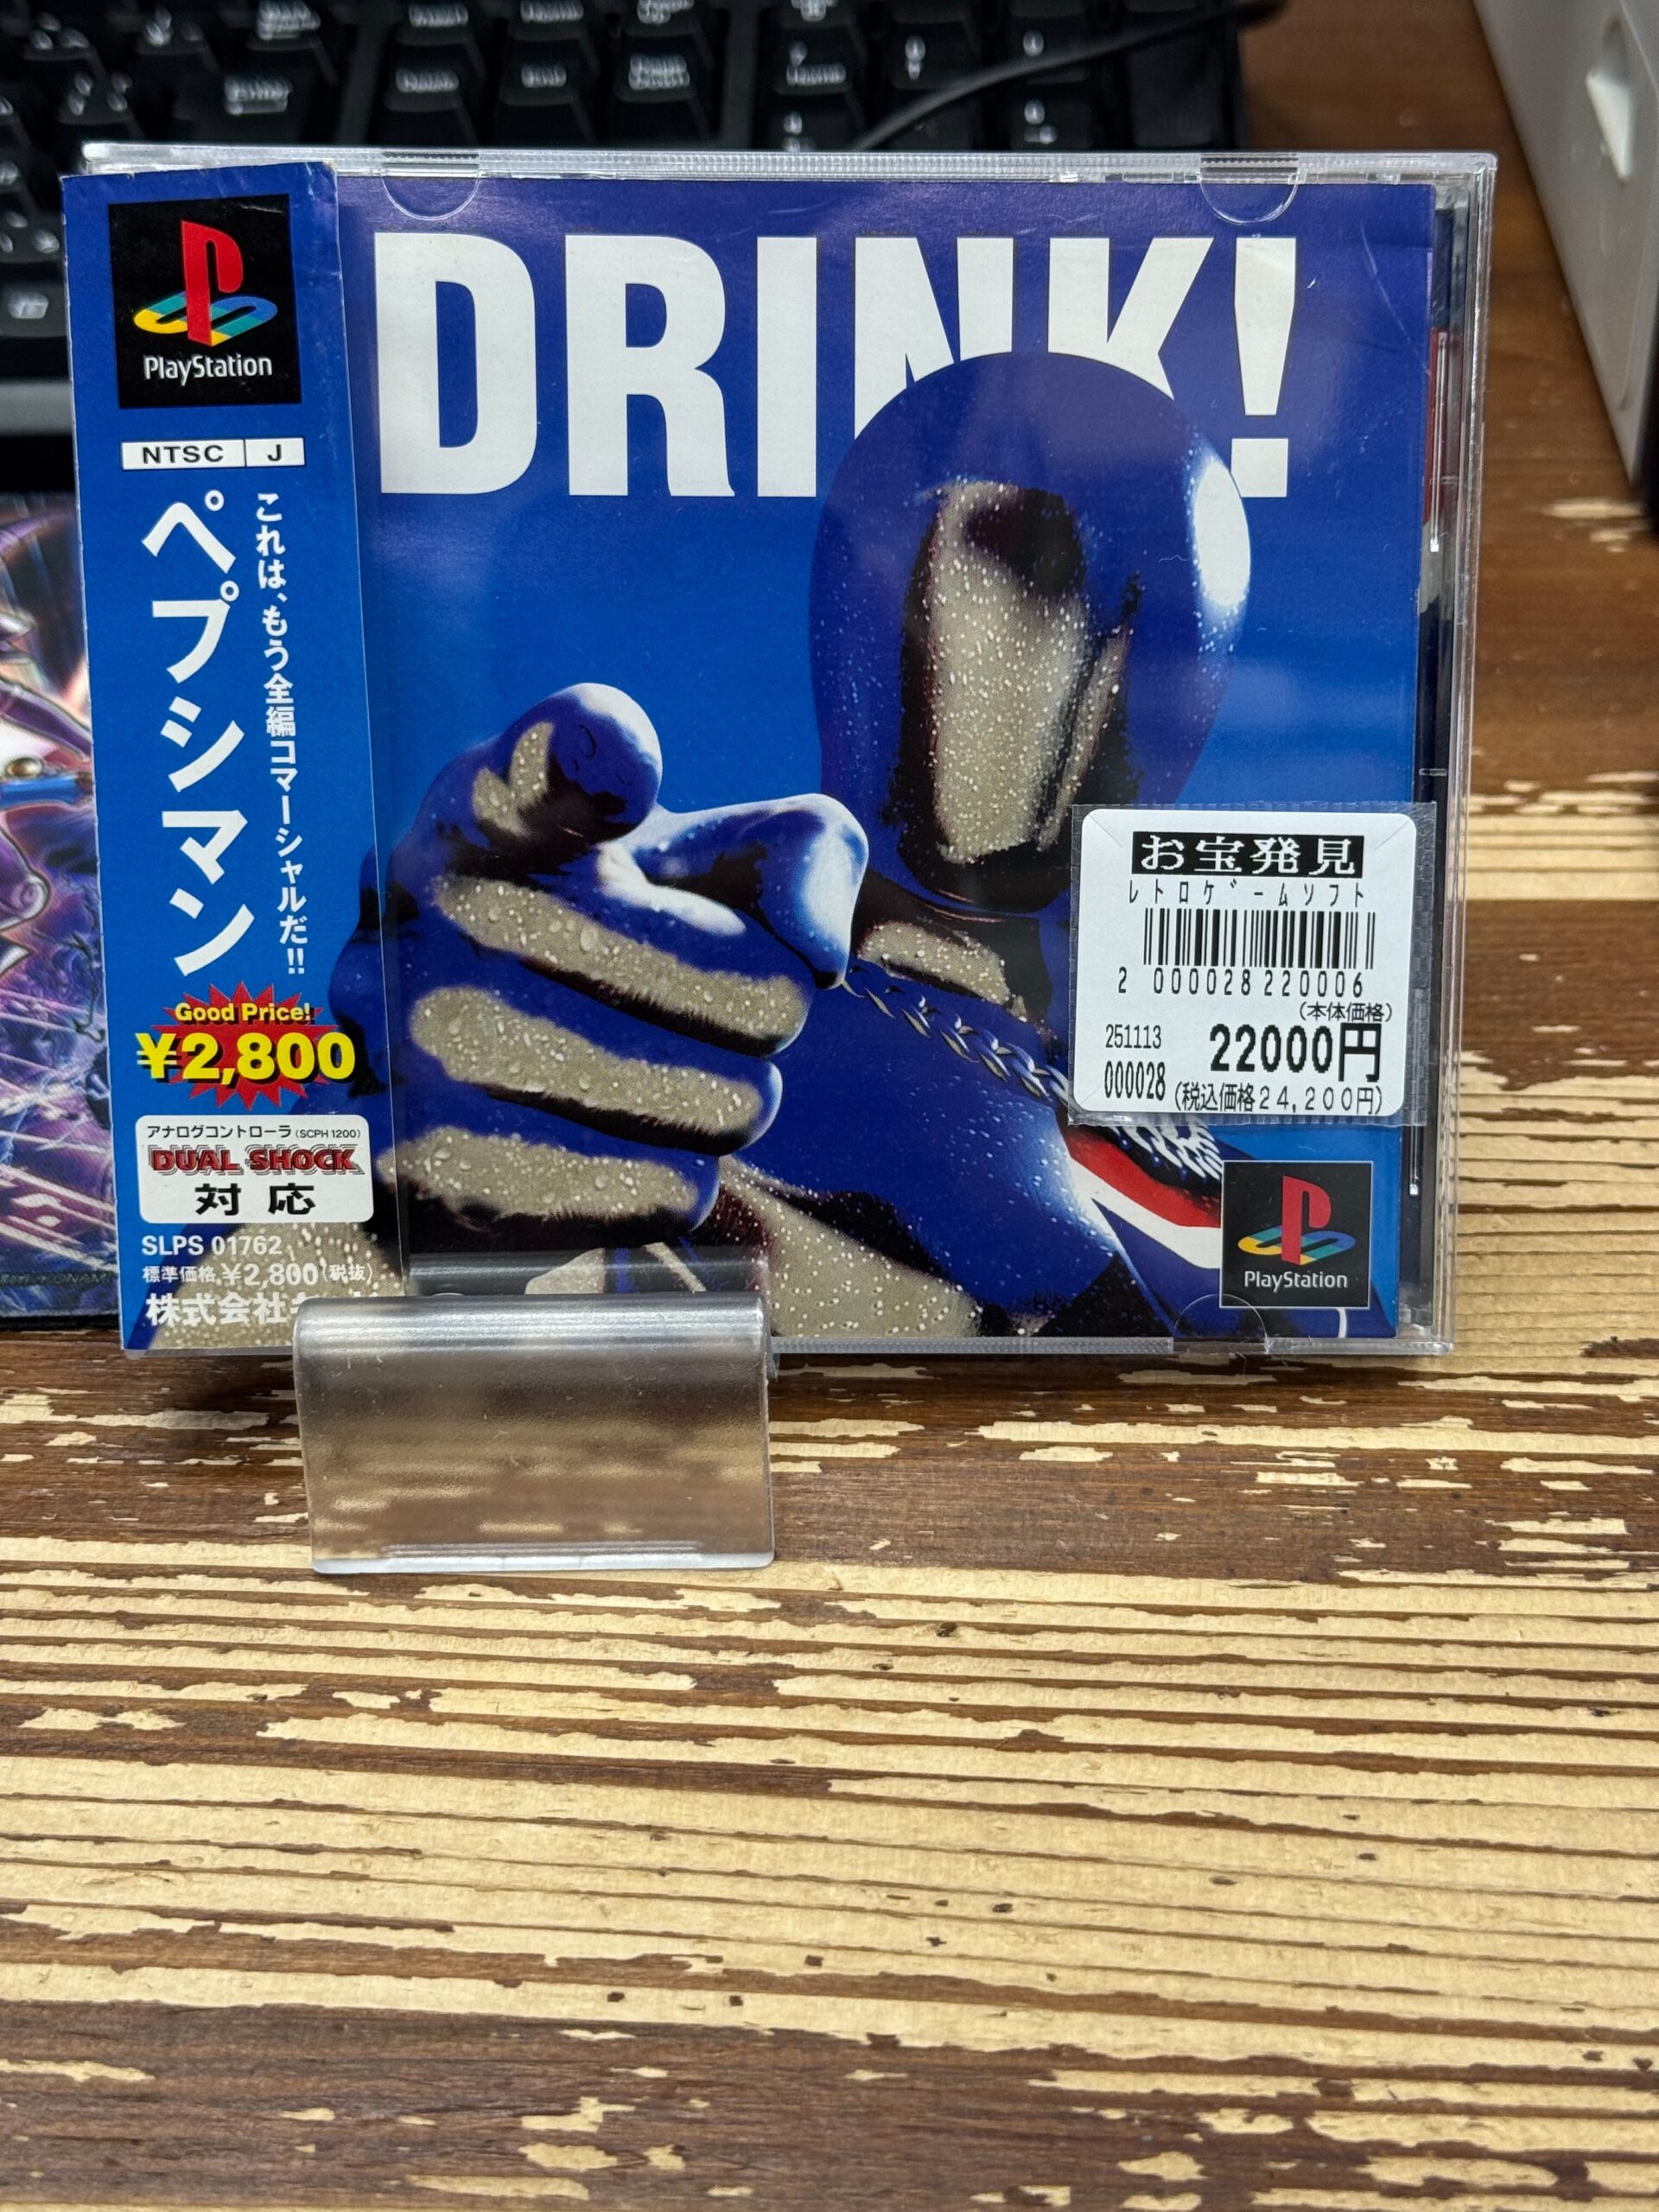 PlayStation
NTSC J
ペプシマン
これは、もう全編コマーシャルだ!!
Good Price!
¥2,800
アナログコントローラ(SCPH 1200)
DUAL SHOCK
対応
SLPS 01762
標準価格¥2,800(税抜)
株式会社
DRINK!
お宝発見
レトロゲームソフト
2 000028 220006
(本体価格)
251113
22000円
000028
(税込価格24,200円)
PlayStation